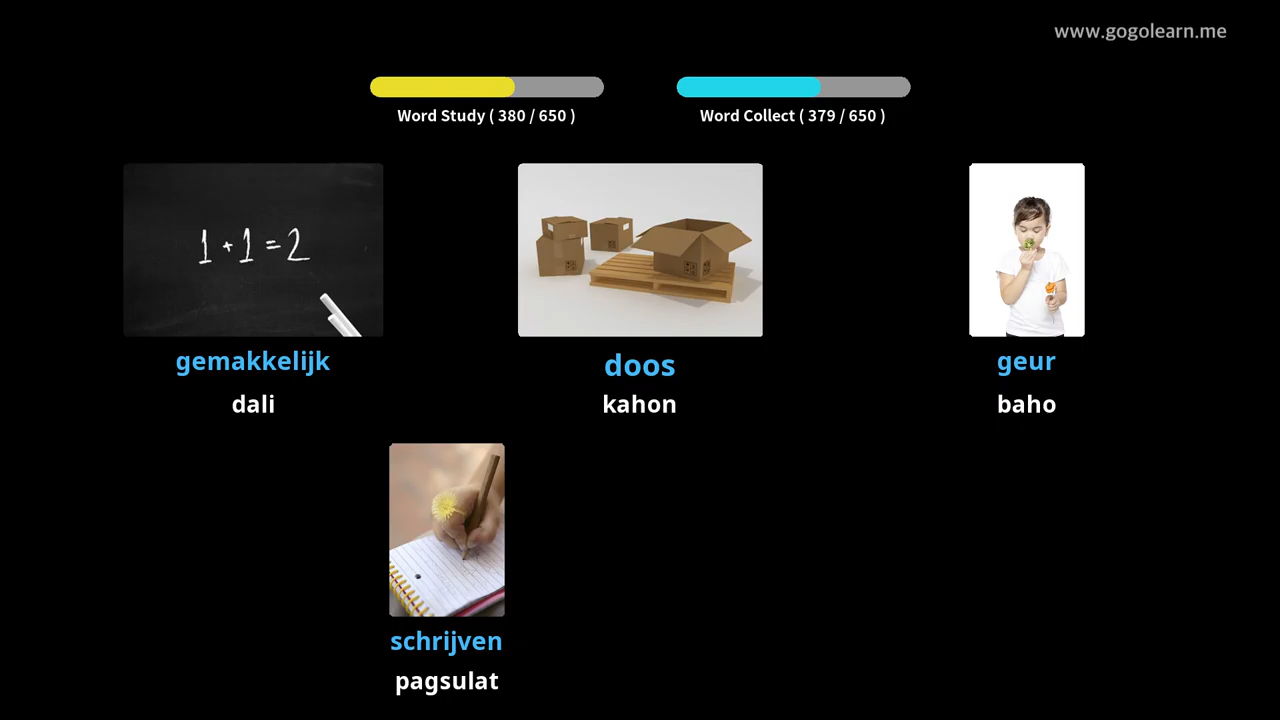 www.gogolearn.me
Word Study ( 380 / 650 )
Word Collect ( 379 / 650 )
1 + 1 = 2
gemakkelijk
dali
doos
kahon
geur
baho
schrijven
pagsulat